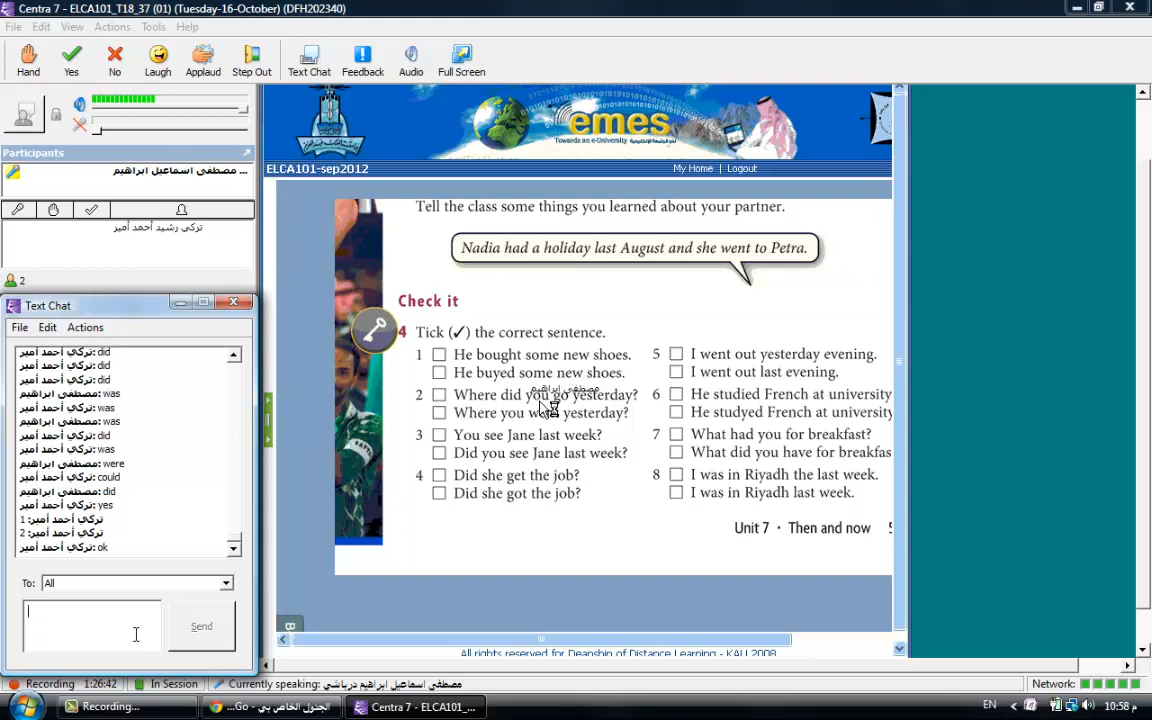 Centra 7 - ELCA101_T18_37 (01) (Tuesday-16-October) (DFH202340)
File Edit View Actions Tools Help
Hand Yes No Laugh Applaud Step Out Text Chat Feedback Audio Full Screen
Participants
... مصطفى اسماعيل ابراهيم
تركي رشيد أحمد أمير
2
Text Chat
File Edit Actions
تركي أحمد أمير: did
تركي أحمد أمير: did
تركي أحمد أمير: did
مصطفى ابراهيم: was
تركي أحمد أمير: was
مصطفى ابراهيم: was
تركي أحمد أمير: did
تركي أحمد أمير: was
مصطفى ابراهيم: were
تركي أحمد أمير: could
مصطفى ابراهيم: did
تركي أحمد أمير: yes
تركي أحمد أمير: 1
تركي أحمد أمير: 2
تركي أحمد أمير: ok
To: All
Send
emes
Towards an e-University
ELCA101-sep2012
My Home | Logout
Tell the class some things you learned about your partner.
Nadia had a holiday last August and she went to Petra.
Check it
4 Tick (✓) the correct sentence.
1 He bought some new shoes.
He buyed some new shoes.
مصطفى ابراهيم
2 Where did you go yesterday?
Where you went yesterday?
3 You see Jane last week?
Did you see Jane last week?
4 Did she get the job?
Did she got the job?
5 I went out yesterday evening.
I went out last evening.
6 He studied French at university
He studyed French at university
7 What had you for breakfast?
What did you have for breakfas
8 I was in Riyadh the last week.
I was in Riyadh last week.
Unit 7 · Then and now 5
B
All rights reserved for Deanship of Distance Learning - KAU 2008
Recording 1:26:42 In Session Currently speaking: مصطفى اسماعيل ابراهيم درباشي Network:
Recording... الجدول الخاص بي - Go... Centra 7 - ELCA101_... EN 10:58 م